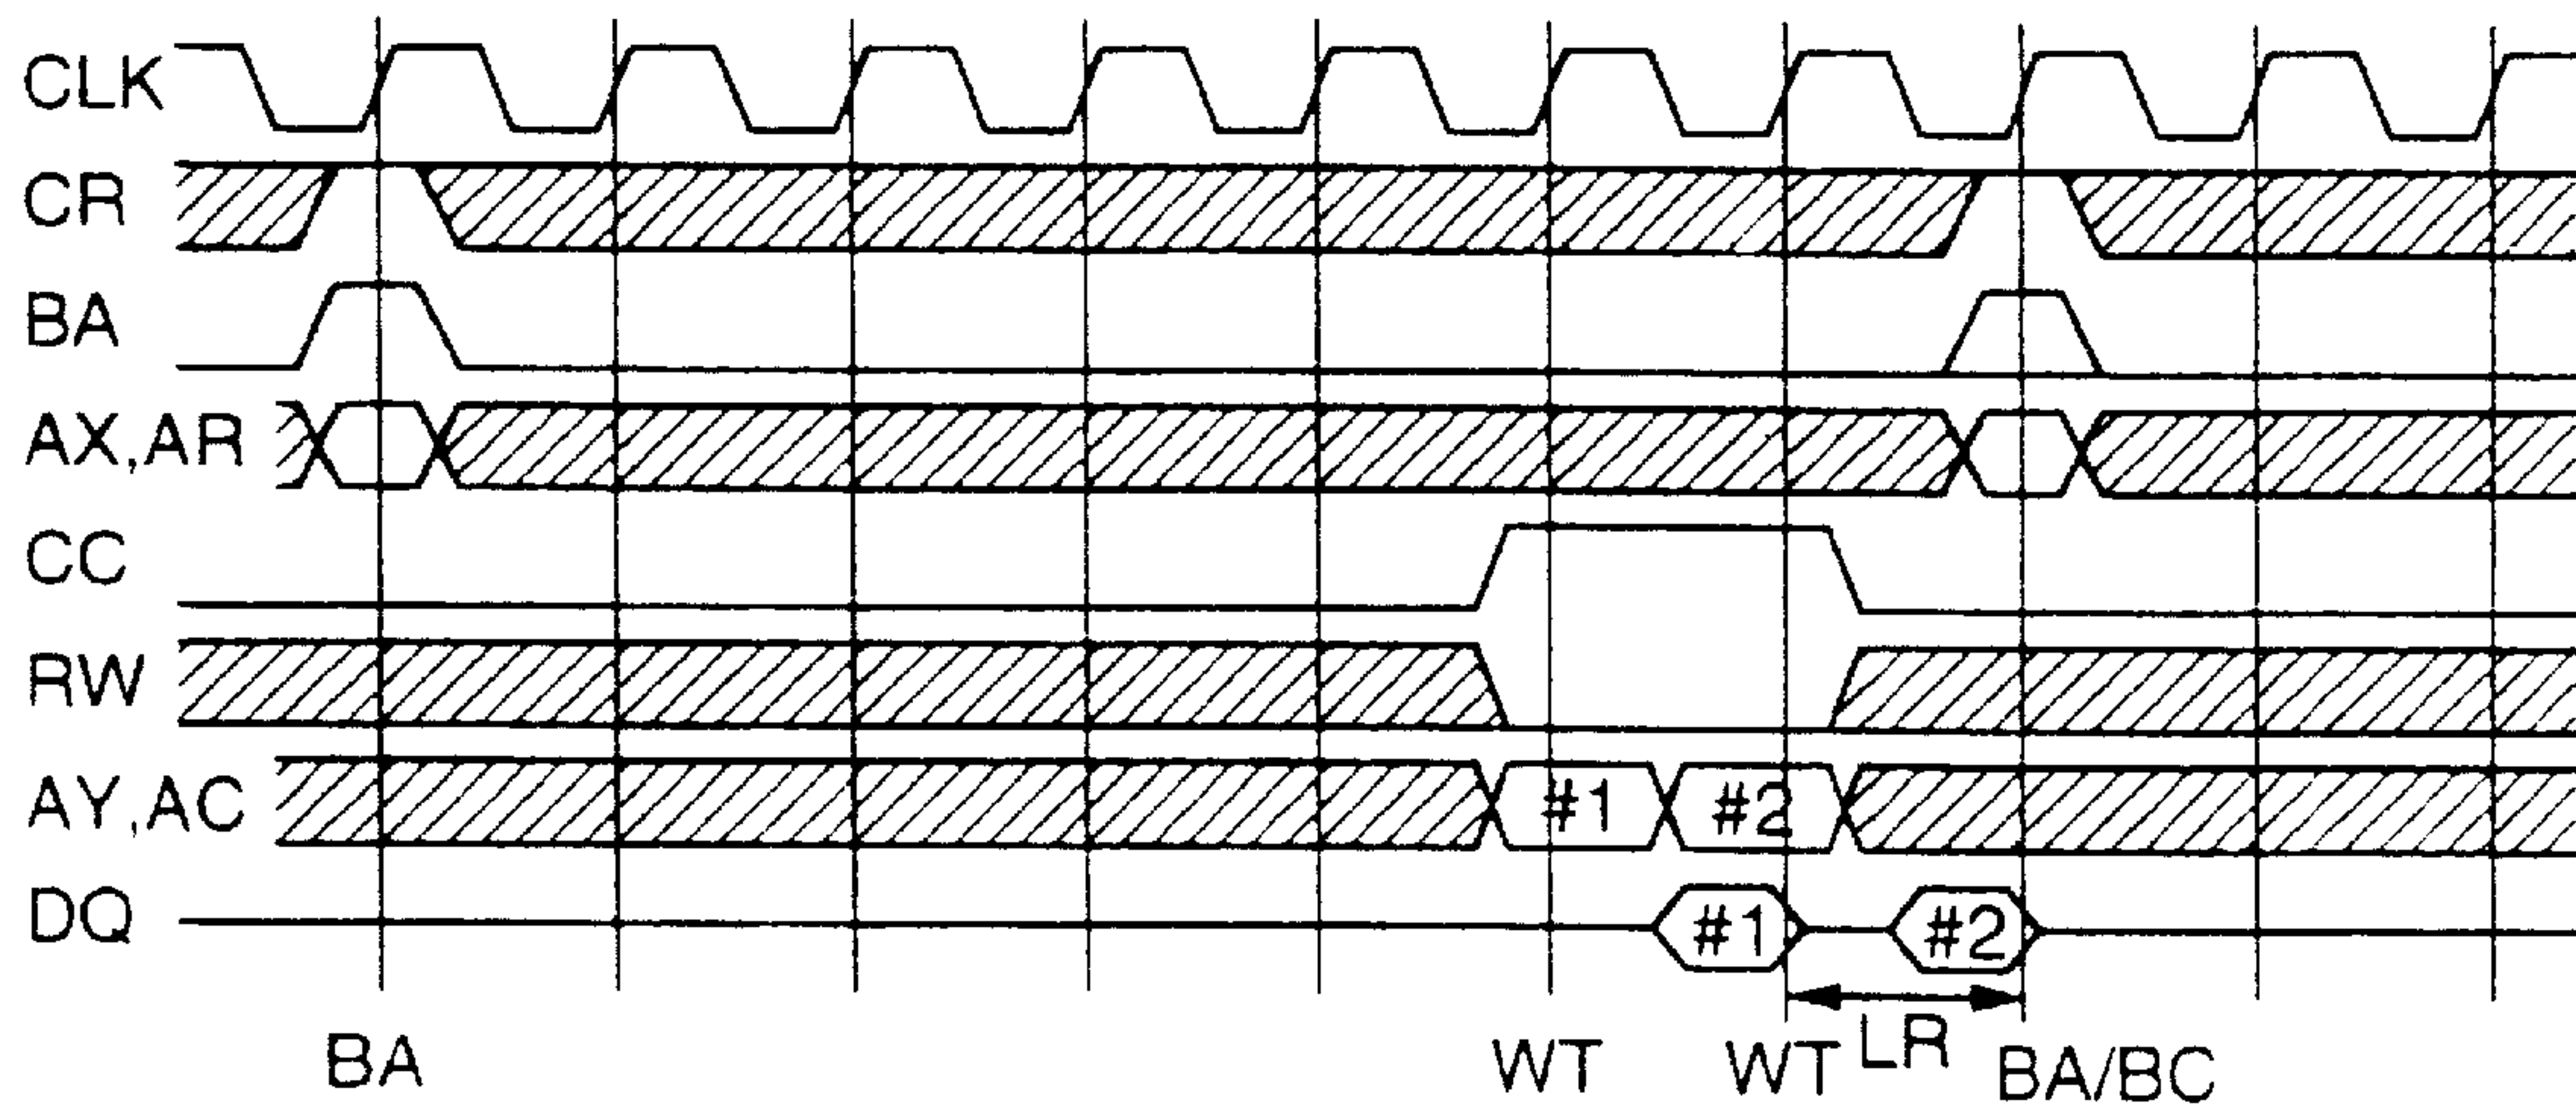 CLK
CR
BA
AX,AR
CC
RW
AY,AC #1 #2
DQ #1 #2
BA WT WT LR BA/BC